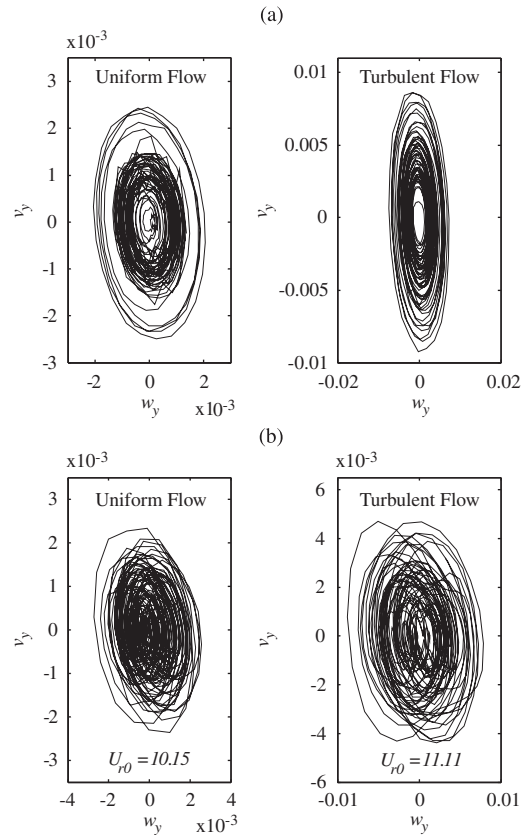 (a)
x10-3
Uniform Flow
3
2
1
0
-1
-2
-3
vy
-2 0 2
x10-3
wy
Turbulent Flow
0.01
0.005
0
-0.005
-0.01
vy
-0.02 0 0.02
wy
(b)
x10-3
Uniform Flow
3
2
1
0
-1
-2
-3
vy
Ur0 =10.15
-4 -2 0 2 4
x10-3
wy
x10-3
Turbulent Flow
6
4
2
0
-2
-4
-6
vy
Ur0 =11.11
-0.01 0 0.01
wy